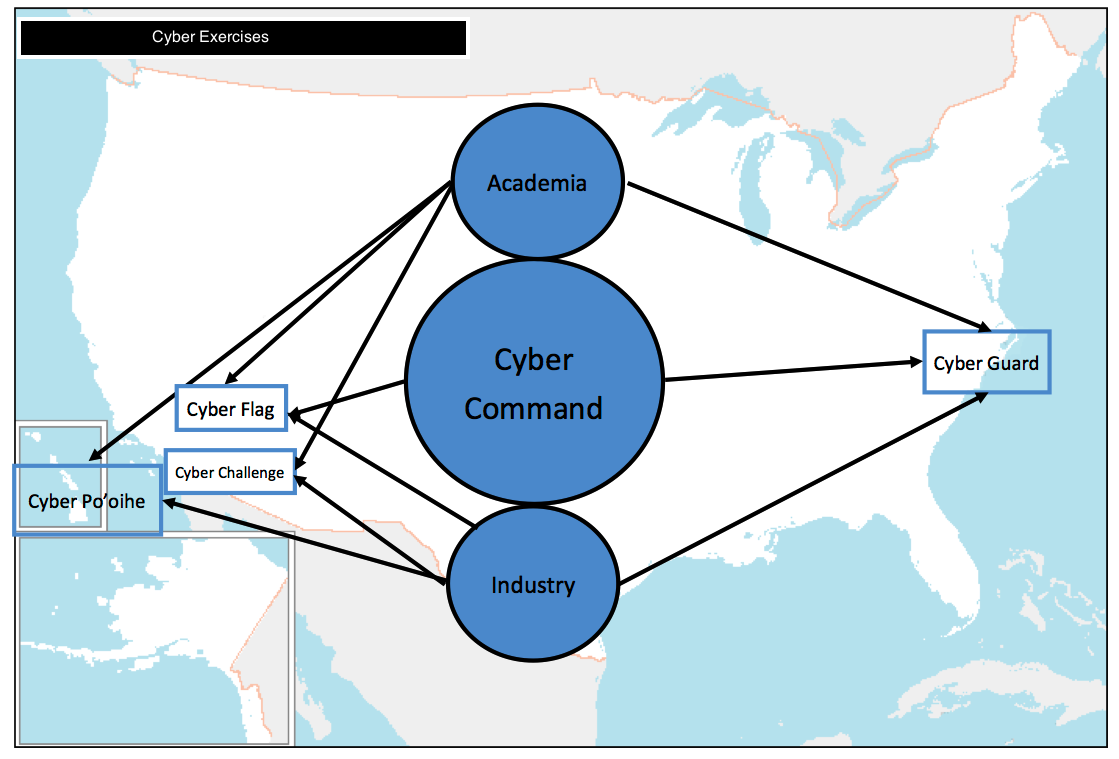 Cyber Exercises
Academia
Cyber
Command
Cyber Guard
Cyber Flag
Cyber Challenge
Cyber Po’oihe
Industry